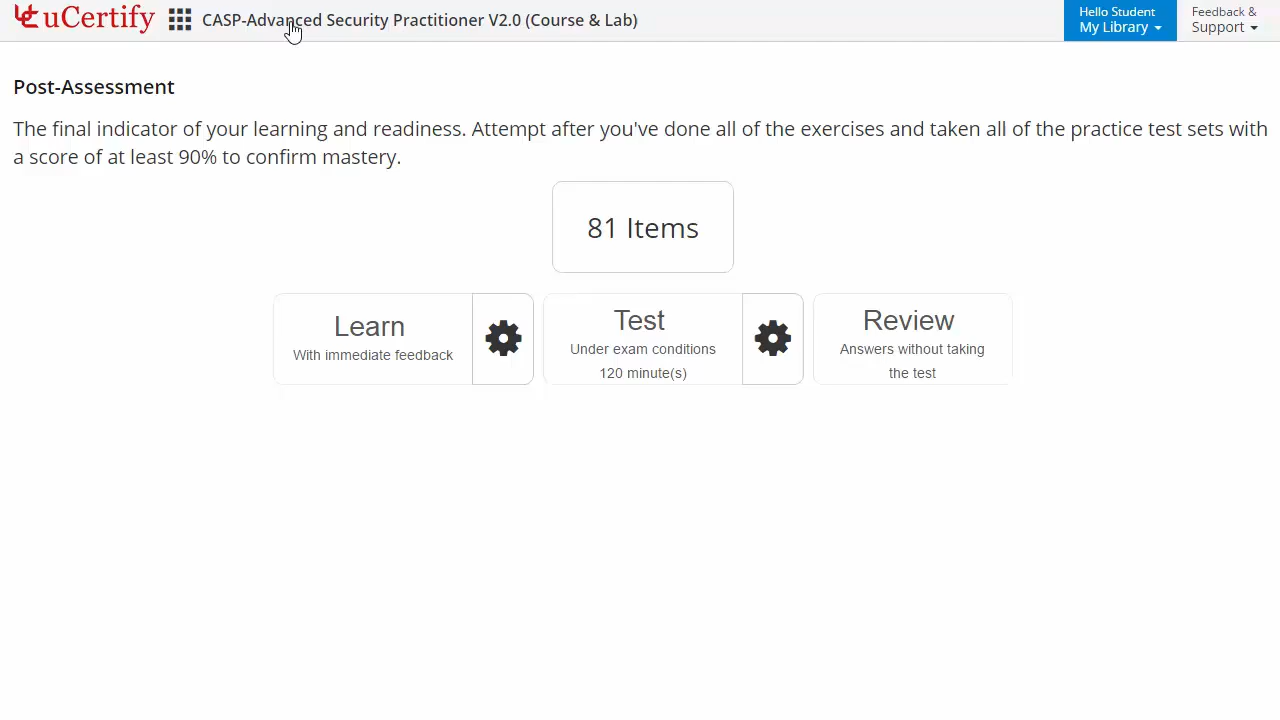 uCertify
CASP-Advanced Security Practitioner V2.0 (Course & Lab)
Hello Student
My Library
Feedback &
Support
Post-Assessment
The final indicator of your learning and readiness. Attempt after you've done all of the exercises and taken all of the practice test sets with
a score of at least 90% to confirm mastery.
81 Items
Learn
With immediate feedback
Test
Under exam conditions
120 minute(s)
Review
Answers without taking
the test